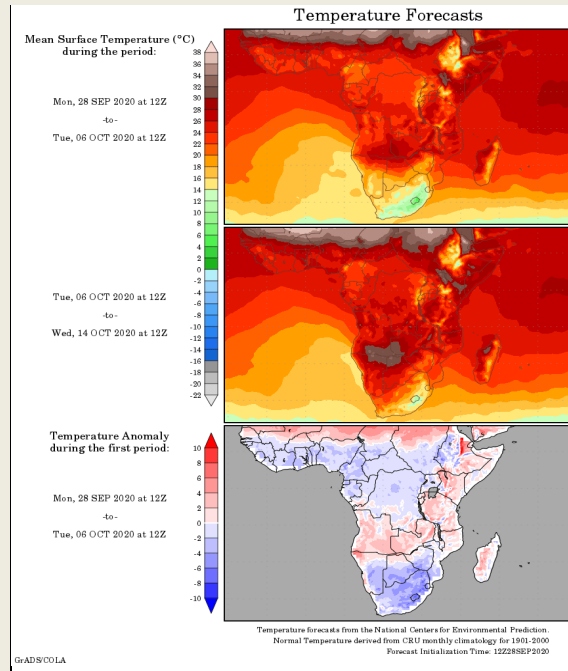 Temperature Forecasts
Mean Surface Temperature (°C)
during the period:
Mon, 28 SEP 2020 at 12Z
-to-
Tue, 06 OCT 2020 at 12Z
38
36
34
32
30
28
26
24
22
20
18
16
14
12
10
8
6
4
2
0
-2
-4
-6
-8
-10
-12
-14
-16
-18
-20
-22
Tue, 06 OCT 2020 at 12Z
-to-
Wed, 14 OCT 2020 at 12Z
Temperature Anomaly
during the first period:
Mon, 28 SEP 2020 at 12Z
-to-
Tue, 06 OCT 2020 at 12Z
10
8
6
4
2
0
-2
-4
-6
-8
-10
Temperature forecasts from the National Centers for Environmental Prediction.
Normal Temperature derived from CRU monthly climatology for 1901-2000
Forecast Initialization Time: 12Z28SEP2020
GrADS/COLA